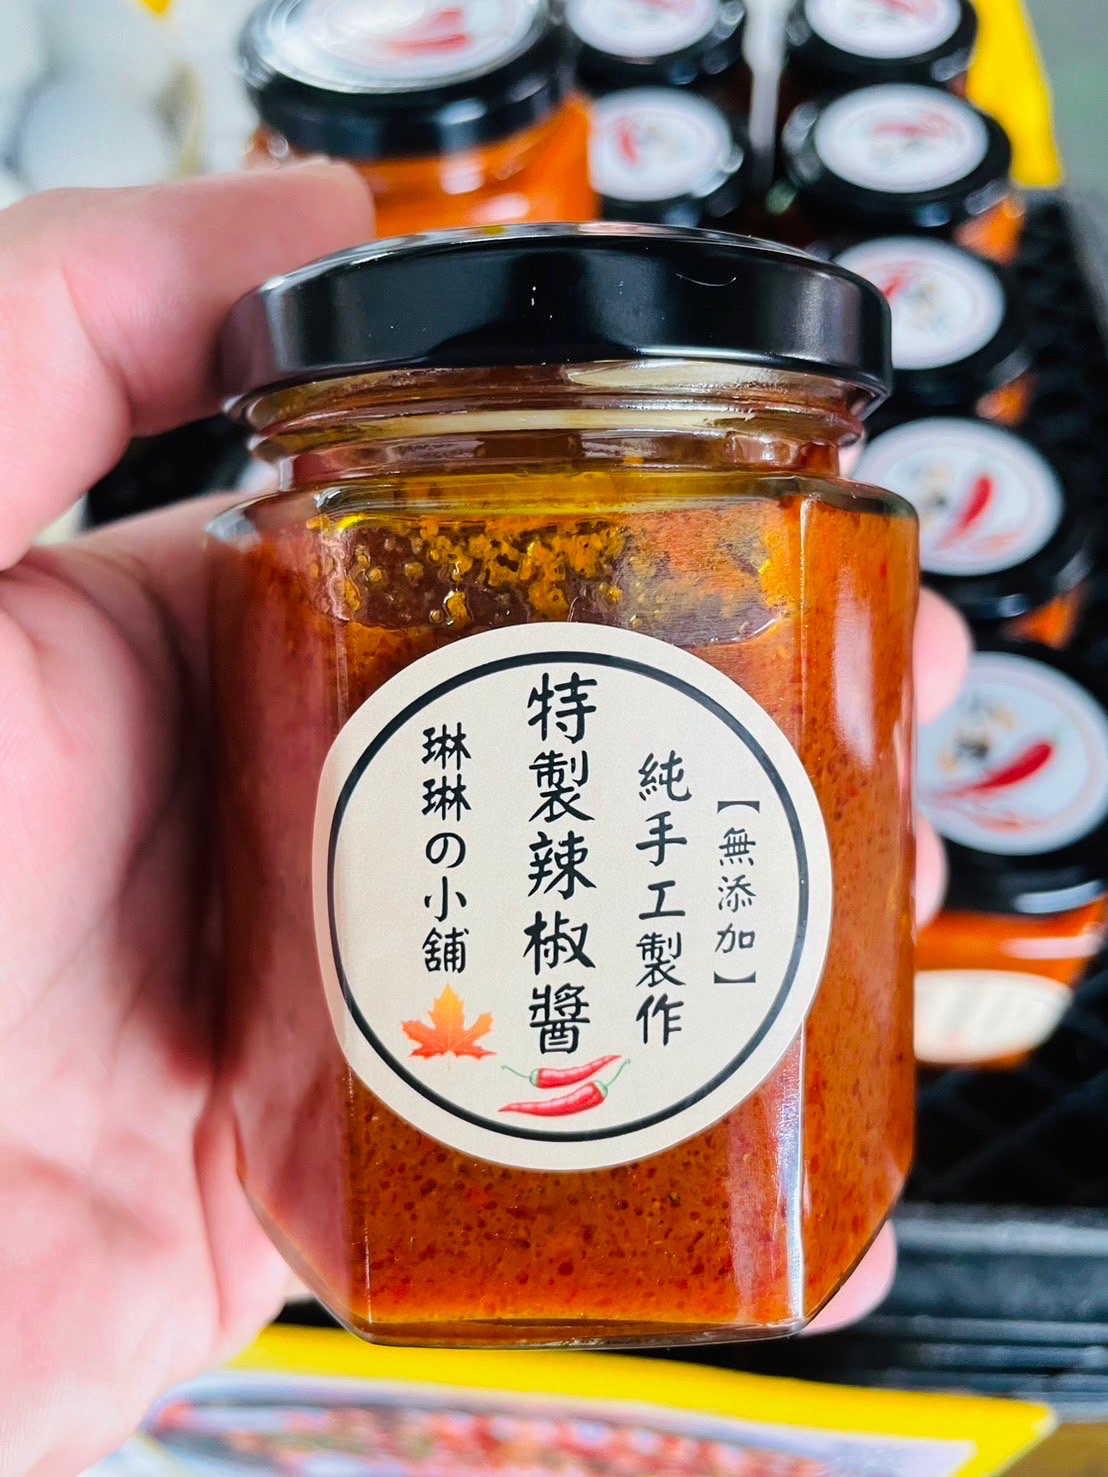 【無添加】
純手工製作
特製辣椒醬
琳琳の小舖